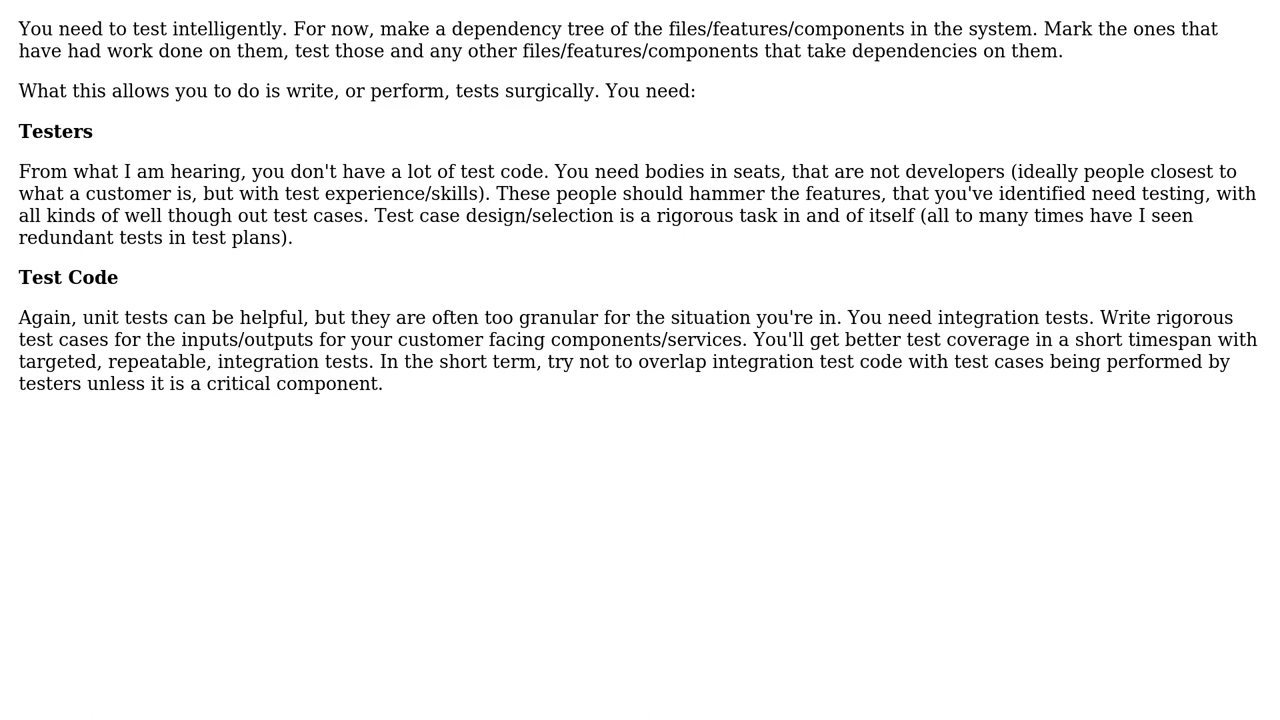 You need to test intelligently. For now, make a dependency tree of the files/features/components in the system. Mark the ones that
have had work done on them, test those and any other files/features/components that take dependencies on them.
What this allows you to do is write, or perform, tests surgically. You need:
Testers
From what I am hearing, you don't have a lot of test code. You need bodies in seats, that are not developers (ideally people closest to
what a customer is, but with test experience/skills). These people should hammer the features, that you've identified need testing, with
all kinds of well though out test cases. Test case design/selection is a rigorous task in and of itself (all to many times have I seen
redundant tests in test plans).
Test Code
Again, unit tests can be helpful, but they are often too granular for the situation you're in. You need integration tests. Write rigorous
test cases for the inputs/outputs for your customer facing components/services. You'll get better test coverage in a short timespan with
targeted, repeatable, integration tests. In the short term, try not to overlap integration test code with test cases being performed by
testers unless it is a critical component.